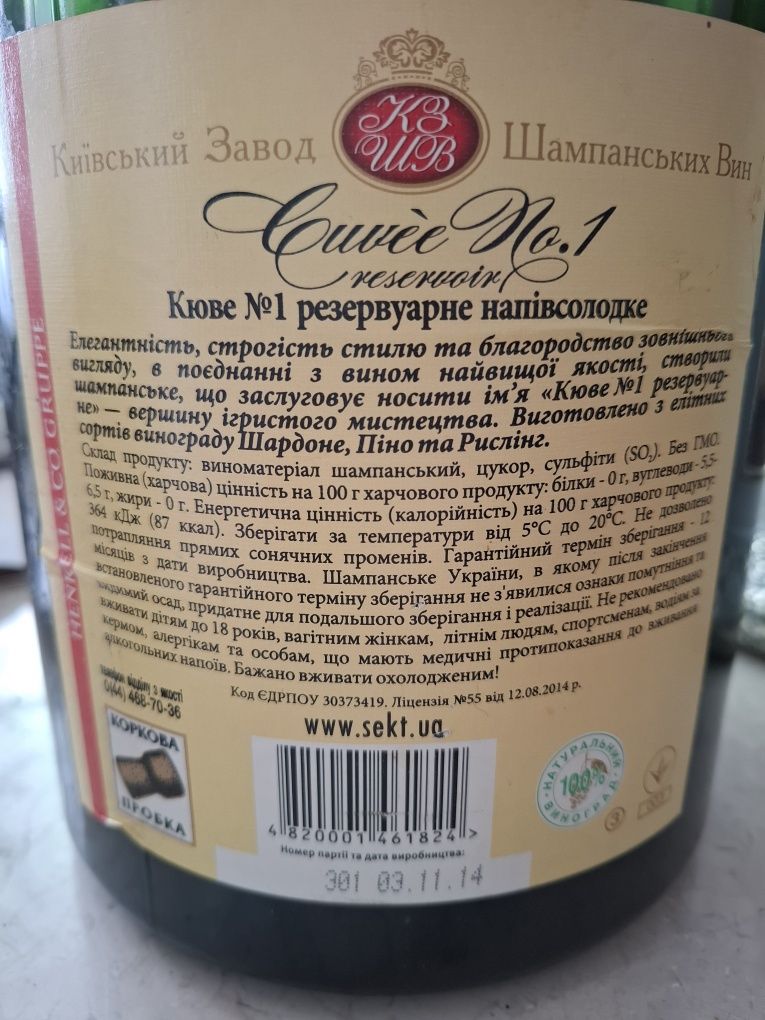 КЗ
ШВ
Київський Завод Шампанських Вин
Cuvèe No.1
reservoir
Кюве №1 резервуарне напівсолодке
Елегантність, строгість стилю та благородство зовнішнього
вигляду, в поєднанні з вином найвищої якості, створили
шампанське, що заслуговує носити ім'я «Кюве №1 резервуар-
не» — вершину ігристого мистецтва. Виготовлено з елітних
сортів винограду Шардоне, Піно та Рислінг.
Склад продукту: виноматеріал шампанський, цукор, сульфіти (SO₂). Без ГМО.
Поживна (харчова) цінність на 100 г харчового продукту: білки - 0 г, вуглеводи - 5,5-
6,5 г, жири - 0 г. Енергетична цінність (калорійність) на 100 г харчового продукту:
364 кДж (87 ккал). Зберігати за температури від 5°С до 20°С. Не дозволено
потрапляння прямих сонячних променів. Гарантійний термін зберігання - 12
місяців з дати виробництва. Шампанське України, в якому після закінчення
встановленого гарантійного терміну зберігання не з'явилися ознаки помутніння та
видимий осад, придатне для подальшого зберігання і реалізації. Не рекомендовано
вживати дітям до 18 років, вагітним жінкам, літнім людям, спортсменам, водіям за
кермом, алергікам та особам, що мають медичні протипоказання до вживання
алкогольних напоїв. Бажано вживати охолодженим!
телефон відділу з якості
0(44) 468-70-36
Код ЄДРПОУ 30373419. Ліцензія №55 від 12.08.2014 р.
www.sekt.ua
HENKELL & CO GRUPPE
КОРКОВА
ПРОБКА
4 820001 461824 >
НАТУРАЛЬНИЙ
100%
ВИНОГРАД
3
Номер партії та дата виробництва:
301 03.11.14